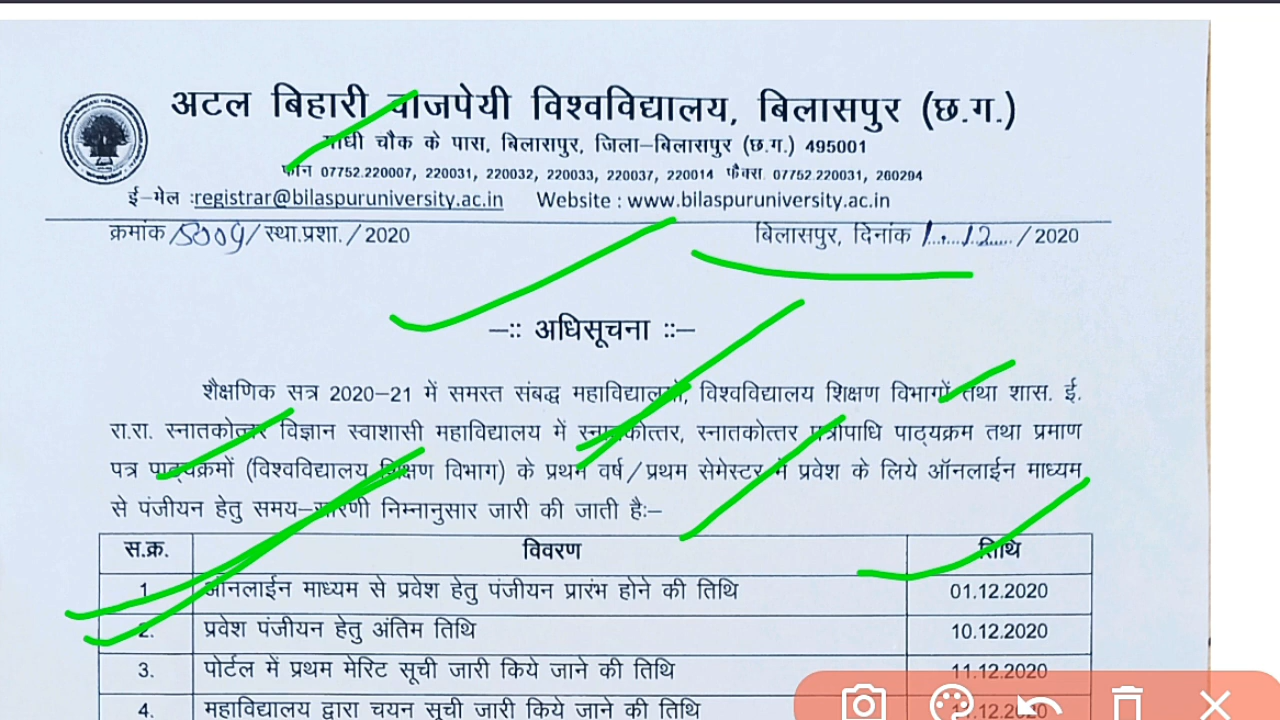 अटल बिहारी वाजपेयी विश्वविद्यालय, बिलासपुर (छ.ग.)
गांधी चौक के पास, बिलासपुर, जिला–बिलासपुर (छ.ग.) 495001
फोन 07752.220007, 220031, 220032, 220033, 220037, 220014 फैक्स. 07752.220031, 260294
ई–मेल :registrar@bilaspuruniversity.ac.in Website : www.bilaspuruniversity.ac.in
क्रमांक / स्था.प्रशा. / 2020 बिलासपुर, दिनांक 1...12..... / 2020
–:: अधिसूचना ::–
शैक्षणिक सत्र 2020–21 में समस्त संबद्ध महाविद्यालयों, विश्वविद्यालय शिक्षण विभागों तथा शास. ई.
रा.रा. स्नातकोत्तर विज्ञान स्वाशासी महाविद्यालय में स्नातकोत्तर, स्नातकोत्तर पत्रोपाधि पाठ्यक्रम तथा प्रमाण
पत्र पाठ्यक्रमों (विश्वविद्यालय शिक्षण विभाग) के प्रथम वर्ष / प्रथम सेमेस्टर में प्रवेश के लिये ऑनलाईन माध्यम
से पंजीयन हेतु समय–सारणी निम्नानुसार जारी की जाती है:–
स.क्र. विवरण तिथि
1. ऑनलाईन माध्यम से प्रवेश हेतु पंजीयन प्रारंभ होने की तिथि 01.12.2020
2. प्रवेश पंजीयन हेतु अंतिम तिथि 10.12.2020
3. पोर्टल में प्रथम मेरिट सूची जारी किये जाने की तिथि 11.12.2020
4. महाविद्यालय द्वारा चयन सूची जारी किये जाने की तिथि